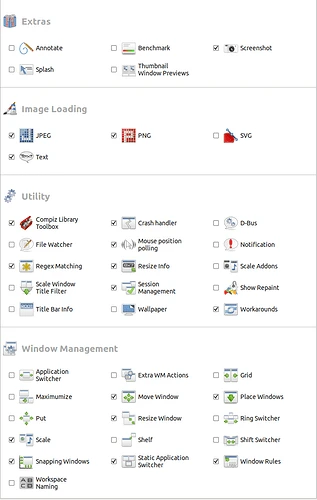 Extras
Annotate
Benchmark
Screenshot
Splash
Thumbnail
Window Previews
Image Loading
JPEG
PNG
SVG
Text
Utility
Compiz Library
Toolbox
Crash handler
D-Bus
File Watcher
Mouse position
polling
Notification
Regex Matching
Resize Info
Scale Addons
Scale Window
Title Filter
Session
Management
Show Repaint
Title Bar Info
Wallpaper
Workarounds
Window Management
Application
Switcher
Extra WM Actions
Grid
Maximumize
Move Window
Place Windows
Put
Resize Window
Ring Switcher
Scale
Shelf
Shift Switcher
Snapping Windows
Static Application
Switcher
Window Rules
Workspace
Naming